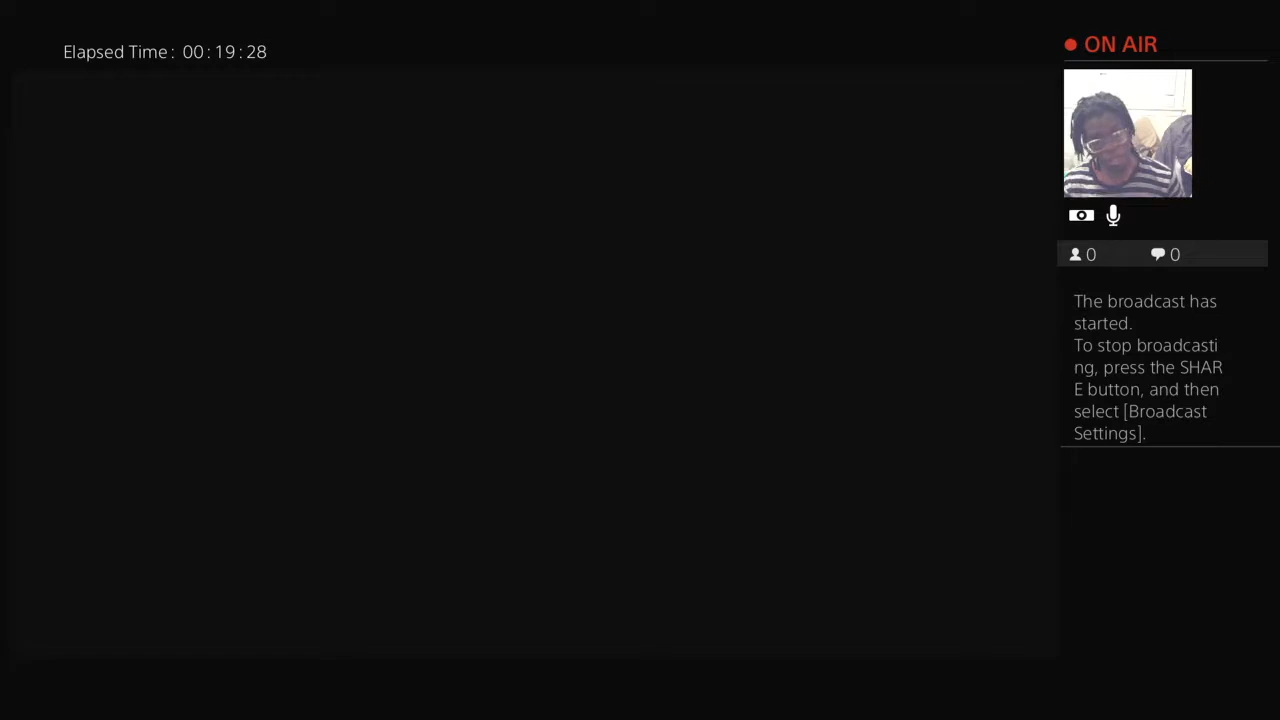 Elapsed Time: 00:19:28
ON AIR
0 0
The broadcast has
started.
To stop broadcasti
ng, press the SHAR
E button, and then
select [Broadcast
Settings].